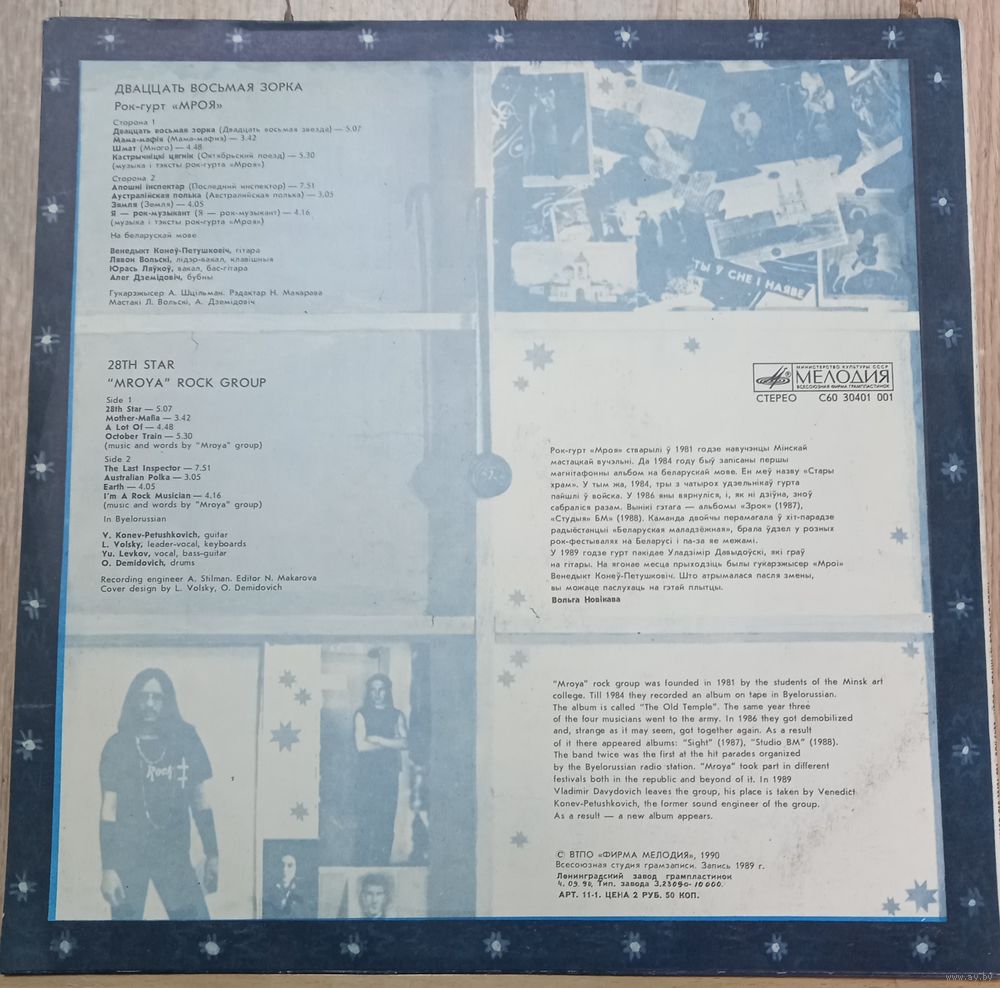 ДВАЦЦАТЬ ВОСЬМАЯ ЗОРКА
Рок-гурт «МРОЯ»
Сторона 1
Дваццать восьмая зорка (Двадцать восьмая звезда) — 5.07
Мама-мафія (Мама-мафия) — 3.42
Шмат (Много) — 4.48
Кастрычніцкі цягнік (Октябрьский поезд) — 5.30
(музыка і тэксты рок-гурта «Мроя»)
Сторона 2
Апошні інспектар (Последний инспектор) — 7.51
Аустралійская полька (Австралийская полька) — 3.05
Зямля (Земля) — 4.05
Я — рок-музыкант (Я — рок-музыкант) — 4.16
(музыка і тэксты рок-гурта «Мроя»)
На беларускай мове
Венедыкт Конеў-Петушковіч, гітара
Лявон Вольскі, лідэр-вакал, клавішныя
Юрась Ляўкоў, вакал, бас-гітара
Алег Дземідовіч, бубны
Гукарэжысер А. Шцільман. Рэдактар Н. Макарава
Мастакі Л. Вольскі, А. Дземідовіч
ТЫ Ў СНЕ І НАЯВЕ
28TH STAR
"MROYA" ROCK GROUP
Side 1
28th Star — 5.07
Mother-Mafia — 3.42
A Lot Of — 4.48
October Train — 5.30
(music and words by "Mroya" group)
Side 2
The Last Inspector — 7.51
Australian Polka — 3.05
Earth — 4.05
I'm A Rock Musician — 4.16
(music and words by "Mroya" group)
In Byelorussian
V. Konev-Petushkovich, guitar
L. Volsky, leader-vocal, keyboards
Yu. Levkov, vocal, bass-guitar
O. Demidovich, drums
Recording engineer A. Stilman. Editor N. Makarova
Cover design by L. Volsky, O. Demidovich
МИНИСТЕРСТВО КУЛЬТУРЫ СССР
МЕЛОДИЯ
ВСЕСОЮЗНАЯ ФИРМА ГРАМПЛАСТИНОК
СТЕРЕО С60 30401 001
Рок-гурт «Мроя» стварылі ў 1981 годзе навучэнцы Мінскай
мастацкай вучэльні. Да 1984 году быў запісаны першы
магнітафонны альбом на беларускай мове. Ен меў назву «Стары
храм». У тым жа, 1984, тры з чатырох удзельнікаў гурта
пайшлі ў войска. У 1986 яны вярнуліся, і, як ні дзіўна, зноў
сабраліся разам. Вынікі гэтага — альбомы «Зрок» (1987),
«Студыя БМ» (1988). Каманда двойчы перамагала ў хіт-парадзе
радыёстанцыі «Беларуская маладзёжная», брала ўдзел у розных
рок-фестывалях на Беларусі і па-за яе межамі.
У 1989 годзе гурт пакідае Уладзімір Давыдоўскі, які граў
на гітары. На ягонае месца прыходзіць былы гукарэжысер «Мроі»
Венедыкт Конеў-Петушковіч. Што атрымалася пасля змены,
вы можаце паслухаць на гэтай плытцы.
Вольга Новікава
"Mroya" rock group was founded in 1981 by the students of the Minsk art
college. Till 1984 they recorded an album on tape in Byelorussian.
The album is called "The Old Temple". The same year three
of the four musicians went to the army. In 1986 they got demobilized
and, strange as it may seem, got together again. As a result
of it there appeared albums: "Sight" (1987), "Studio BM" (1988).
The band twice was the first at the hit parades organized
by the Byelorussian radio station. "Mroya" took part in different
festivals both in the republic and beyond of it. In 1989
Vladimir Davydovich leaves the group, his place is taken by Venedict
Konev-Petushkovich, the former sound engineer of the group.
As a result — a new album appears.
Rock
© ВТПО «ФИРМА МЕЛОДИЯ», 1990
Всесоюзная студия грамзаписи. Запись 1989 г.
Ленинградский завод грампластинок
4. 09. 90, Тип. завода З.23090-10000.
АРТ. 11-1. ЦЕНА 2 РУБ. 50 КОП.
www.ay.by